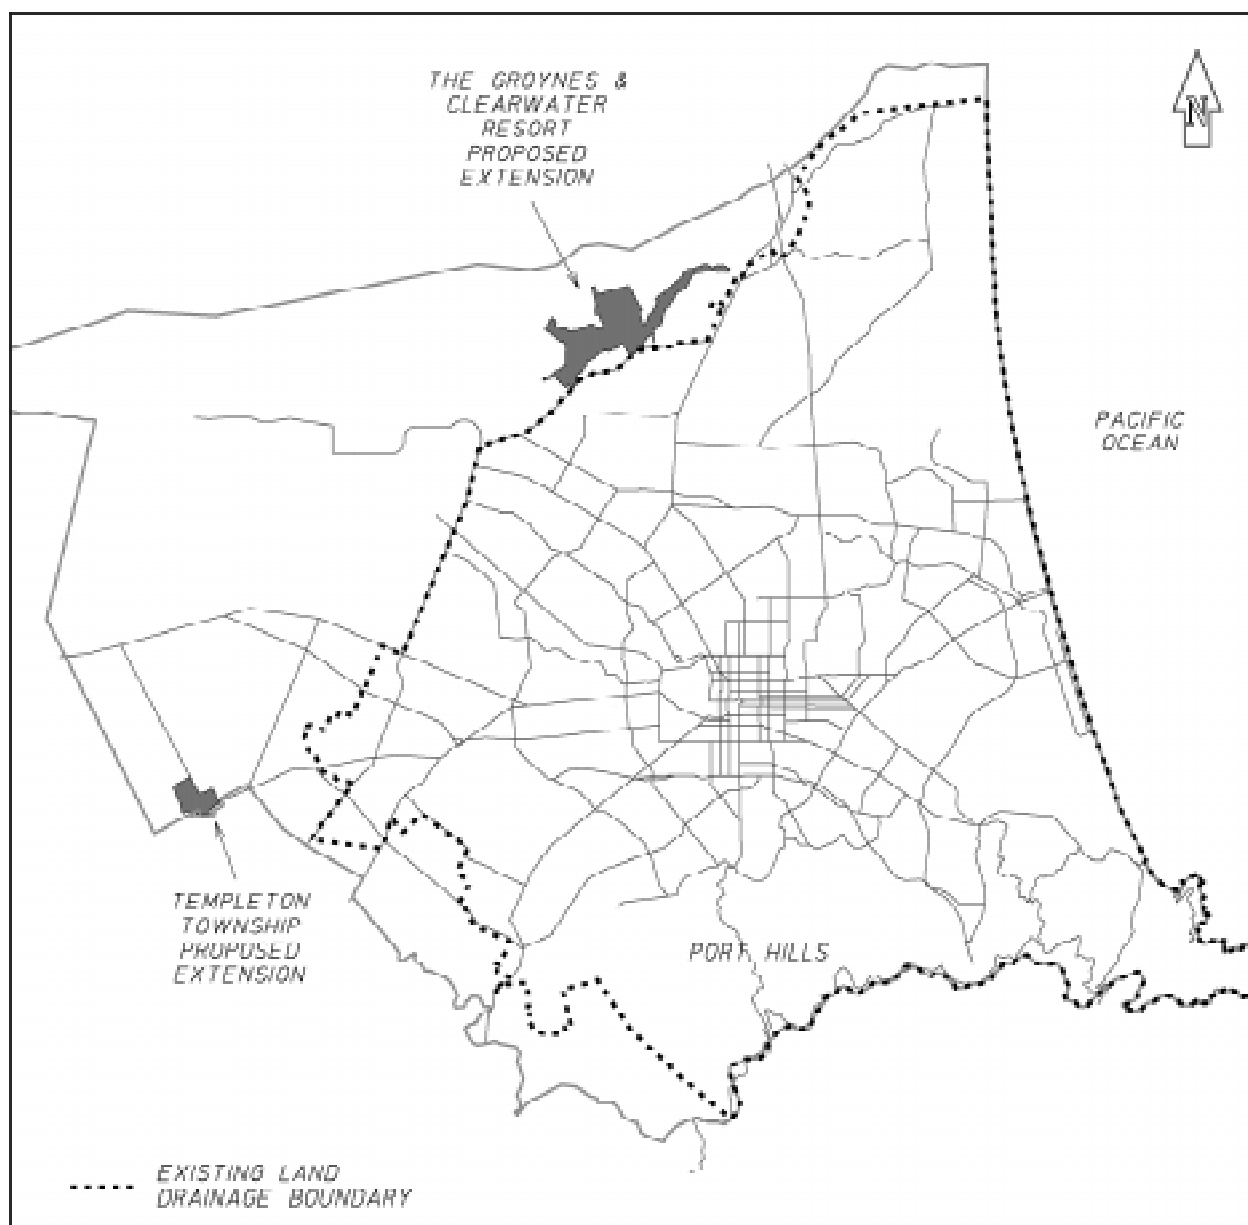 THE GROYNES &
CLEARWATER
RESORT
PROPOSED
EXTENSION
N
PACIFIC
OCEAN
TEMPLETON
TOWNSHIP
PROPOSED
EXTENSION
PORT HILLS
EXISTING LAND
DRAINAGE BOUNDARY